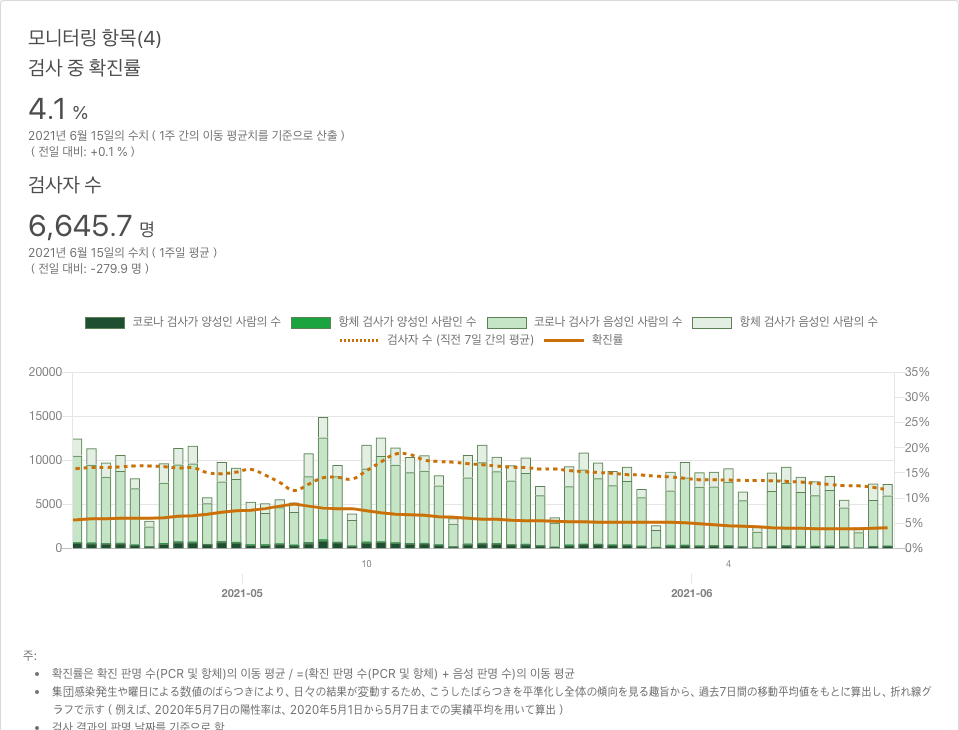 모니터링 항목(4)
검사 중 확진률
4.1 %
2021년 6월 15일의 수치 ( 1주 간의 이동 평균치를 기준으로 산출 )
( 전일 대비: +0.1 % )
검사자 수
6,645.7 명
2021년 6월 15일의 수치 ( 1주일 평균 )
( 전일 대비: -279.9 명 )
코로나 검사가 양성인 사람의 수 항체 검사가 양성인 사람인 수 코로나 검사가 음성인 사람의 수 항체 검사가 음성인 사람의 수
검사자 수 (직전 7일 간의 평균) 확진률
20000 35%
30%
15000 25%
20%
10000 15%
5000 10%
5%
0 0%
10 4
2021-05 2021-06
주:
• 확진률은 확진 판명 수(PCR 및 항체)의 이동 평균 / =(확진 판명 수(PCR 및 항체) + 음성 판명 수)의 이동 평균
• 集団感染発生や曜日による数値のばらつきにより、日々の結果が変動するため、こうしたばらつきを平準化し全体の傾向を見る趣旨から、過去7日間の移動平均値をもとに算出し、折れ線グ
ラフで示す ( 例えば、2020年5月7日の陽性率は、2020年5月1日から5月7日までの実績平均を用いて算出 )
• 검사 결과의 판명 날짜를 기준으로 함